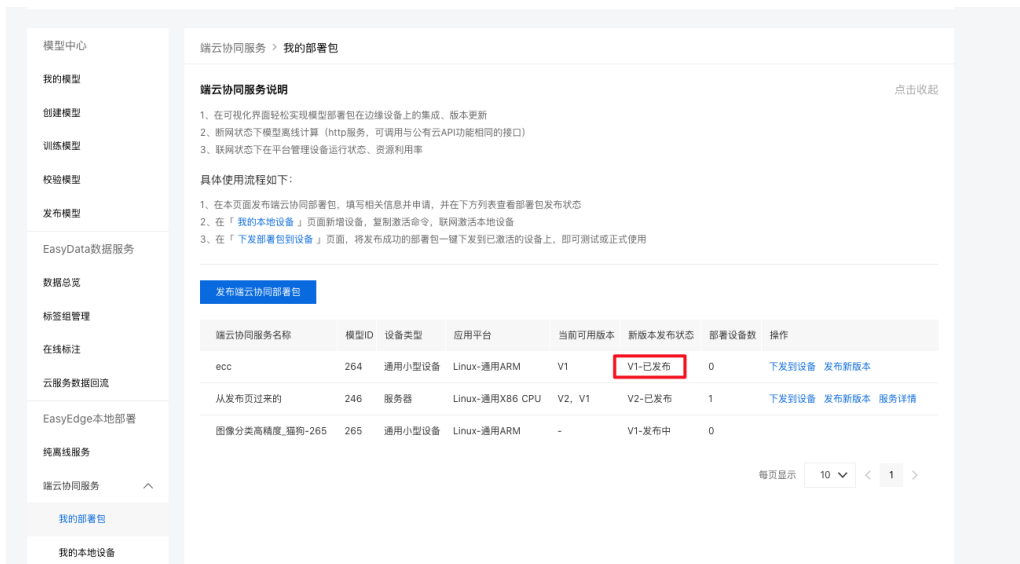 模型中心
我的模型
创建模型
训练模型
校验模型
发布模型
EasyData数据服务
数据总览
标签组管理
在线标注
云服务数据回流
EasyEdge本地部署
纯离线服务
端云协同服务
我的部署包
我的本地设备
端云协同服务 > 我的部署包
端云协同服务说明 点击收起
1、在可视化界面轻松实现模型部署包在边缘设备上的集成、版本更新
2、断网状态下模型离线计算（http服务，可调用与公有云API功能相同的接口）
3、联网状态下在平台管理设备运行状态、资源利用率
具体使用流程如下：
1、在本页面发布端云协同部署包，填写相关信息并申请，并在下方列表查看部署包发布状态
2、在「 我的本地设备 」页面新增设备，复制激活命令，联网激活本地设备
3、在「 下发部署包到设备 」页面，将发布成功的部署包一键下发到已激活的设备上，即可测试或正式使用
发布端云协同部署包
端云协同服务名称 模型ID 设备类型 应用平台 当前可用版本 新版本发布状态 部署设备数 操作
ecc 264 通用小型设备 Linux-通用ARM V1 V1-已发布 0 下发到设备 发布新版本
从发布页过来的 246 服务器 Linux-通用X86 CPU V2，V1 V2-已发布 1 下发到设备 发布新版本 服务详情
图像分类高精度_猫狗-265 265 通用小型设备 Linux-通用ARM - V1-发布中 0
每页显示 10 < 1 >